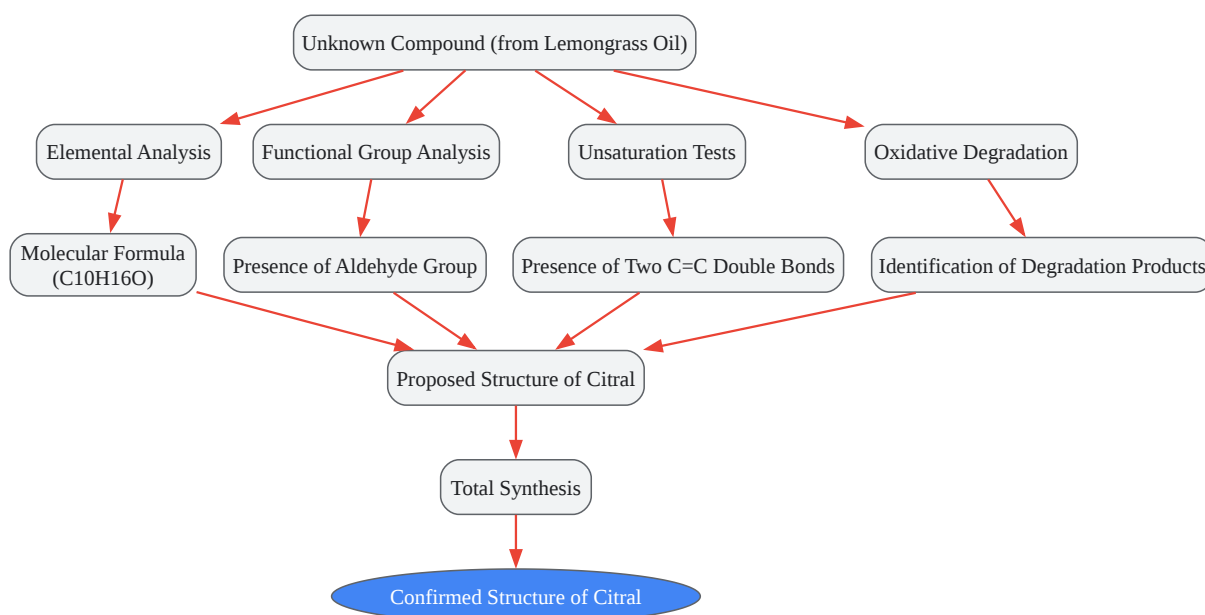 Unknown Compound (from Lemongrass Oil)
Elemental Analysis
Functional Group Analysis
Unsaturation Tests
Oxidative Degradation
Molecular Formula
(C10H16O)
Presence of Aldehyde Group
Presence of Two C=C Double Bonds
Identification of Degradation Products
Proposed Structure of Citral
Total Synthesis
Confirmed Structure of Citral